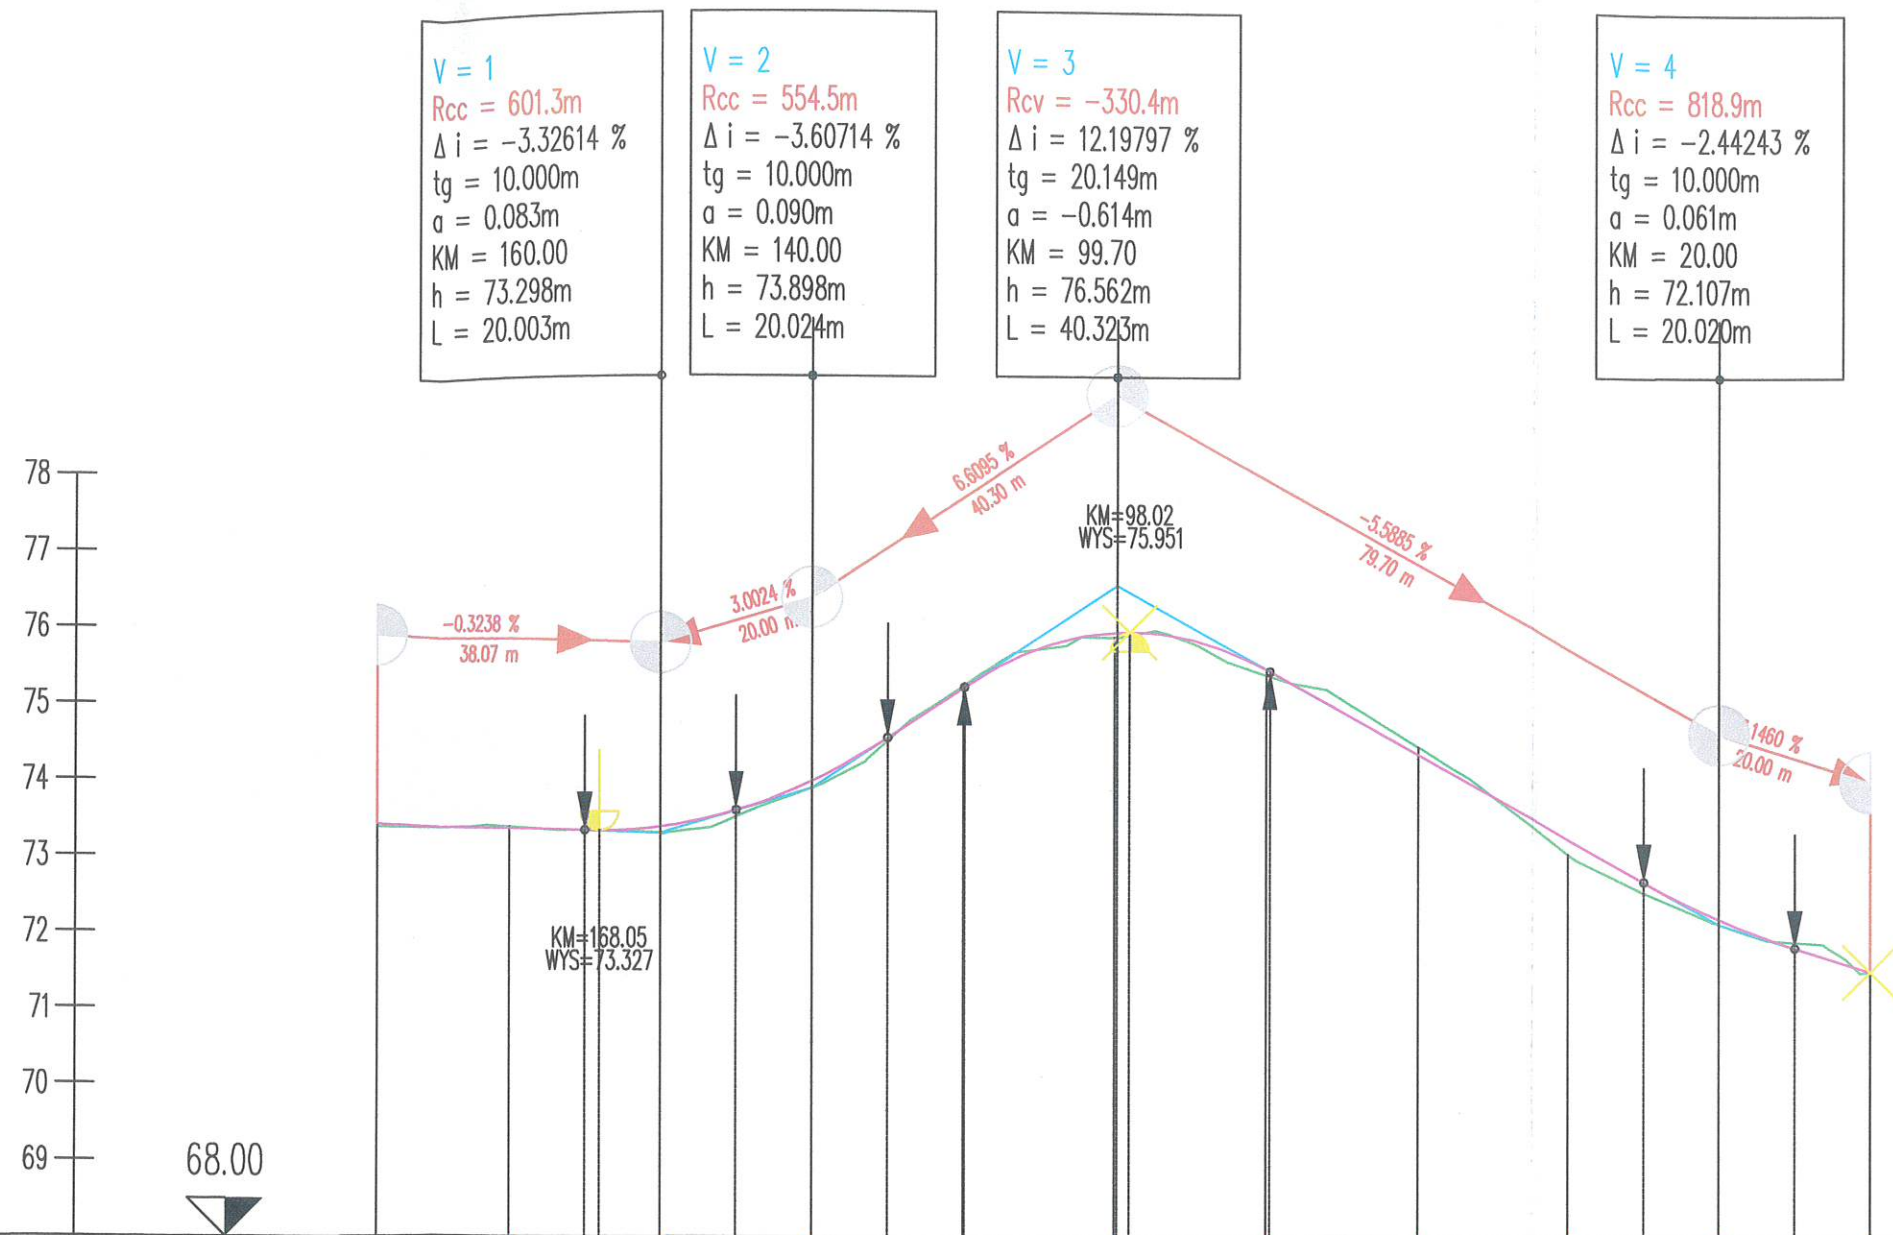 V = 1
Rcc = 601.3m
Δ i = -3.32614 %
tg = 10.000m
a = 0.083m
KM = 160.00
h = 73.298m
L = 20.003m
V = 2
Rcc = 554.5m
Δ i = -3.60714 %
tg = 10.000m
a = 0.090m
KM = 140.00
h = 73.898m
L = 20.024m
V = 3
Rcv = -330.4m
Δ i = 12.19797 %
tg = 20.149m
a = -0.614m
KM = 99.70
h = 76.562m
L = 40.323m
V = 4
Rcc = 818.9m
Δ i = -2.44243 %
tg = 10.000m
a = 0.061m
KM = 20.00
h = 72.107m
L = 20.020m
78
77
76
75
74
73
72
71
70
69
68.00
-0.3238 %
38.07 m
3.0024 %
20.00 m
6.6095 %
40.30 m
KM=98.02
WYS=75.951
-5.5885 %
79.70 m
1460 %
20.00 m
KM=168.05
WYS=73.327